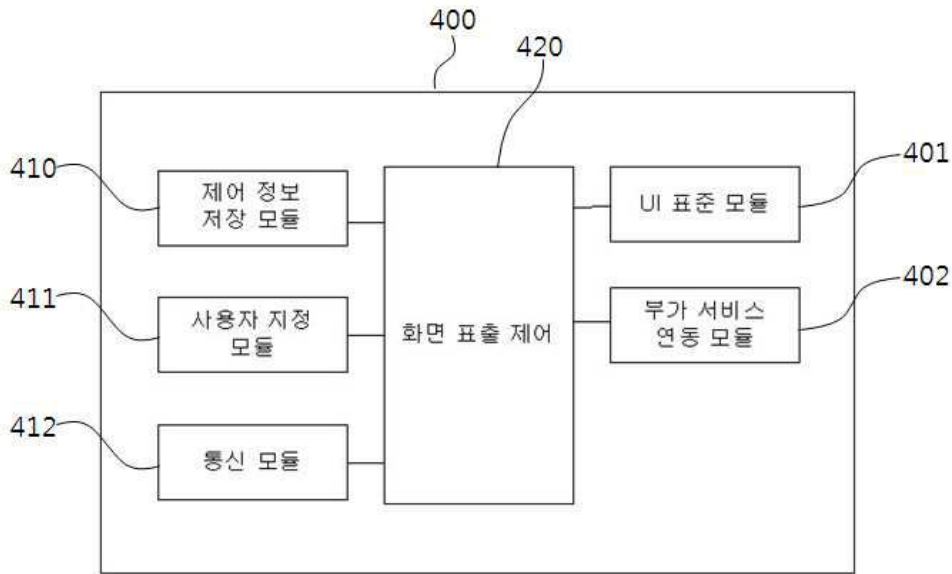 400
420
410
제어 정보
저장 모듈
401
UI 표준 모듈
411
사용자 지정
모듈
화면 표출 제어
402
부가 서비스
연동 모듈
412
통신 모듈